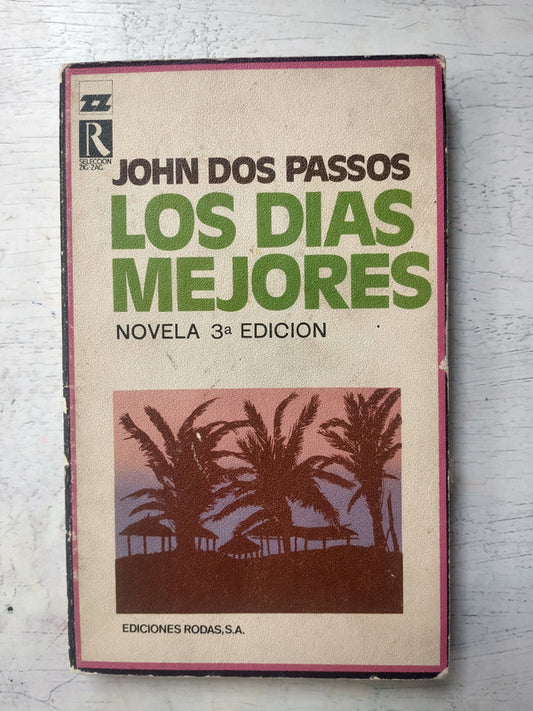 ZZ
R
SELECCION
ZIG-ZAG.
JOHN DOS PASSOS
LOS DIAS
MEJORES
NOVELA 3ª EDICION
EDICIONES RODAS, S.A.